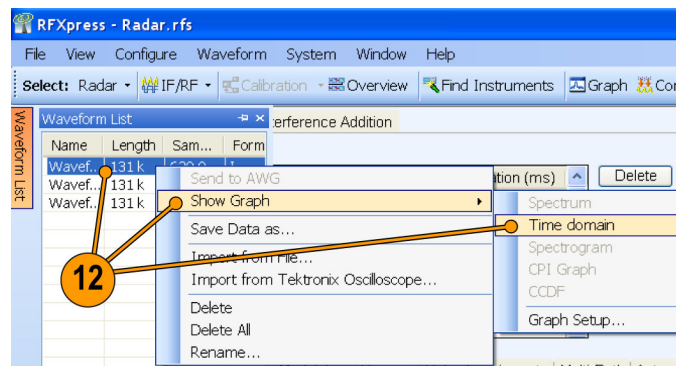 RFXpress - Radar.rfs
File View Configure Waveform System Window Help
Select: Radar IF/RF Calibration Overview Find Instruments Graph
Waveform List
Waveform List
erference Addition
Name Length Sam... Form
Wavef... 131 k
Wavef... 131 k
Wavef... 131 k
(ms) Delete
Send to AWG
Show Graph
Save Data as...
Import from File...
Import from Tektronix Oscilloscope...
Delete
Delete All
Rename...
Spectrum
Time domain
Spectrogram
CPI Graph
CCDF
Graph Setup...
12